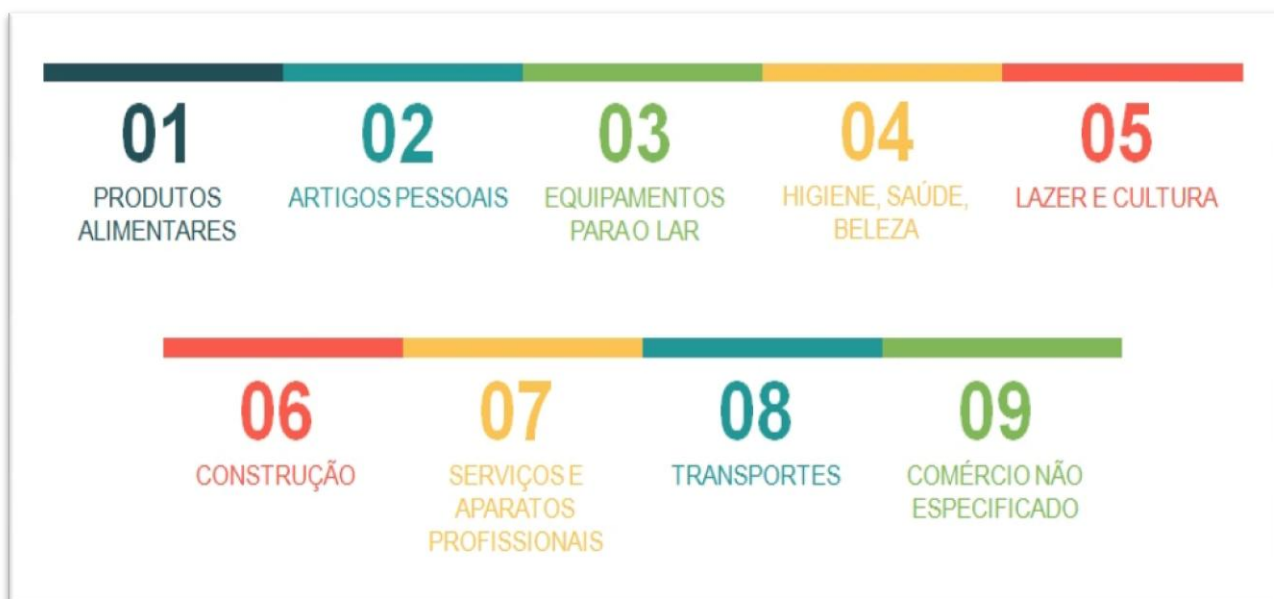 01 02 03 04 05
PRODUTOS ALIMENTARES
ARTIGOS PESSOAIS
EQUIPAMENTOS PARA O LAR
HIGIENE, SAÚDE, BELEZA
LAZER E CULTURA
06 07 08 09
CONSTRUÇÃO
SERVIÇOS E APARATOS PROFISSIONAIS
TRANSPORTES
COMÉRCIO NÃO ESPECIFICADO